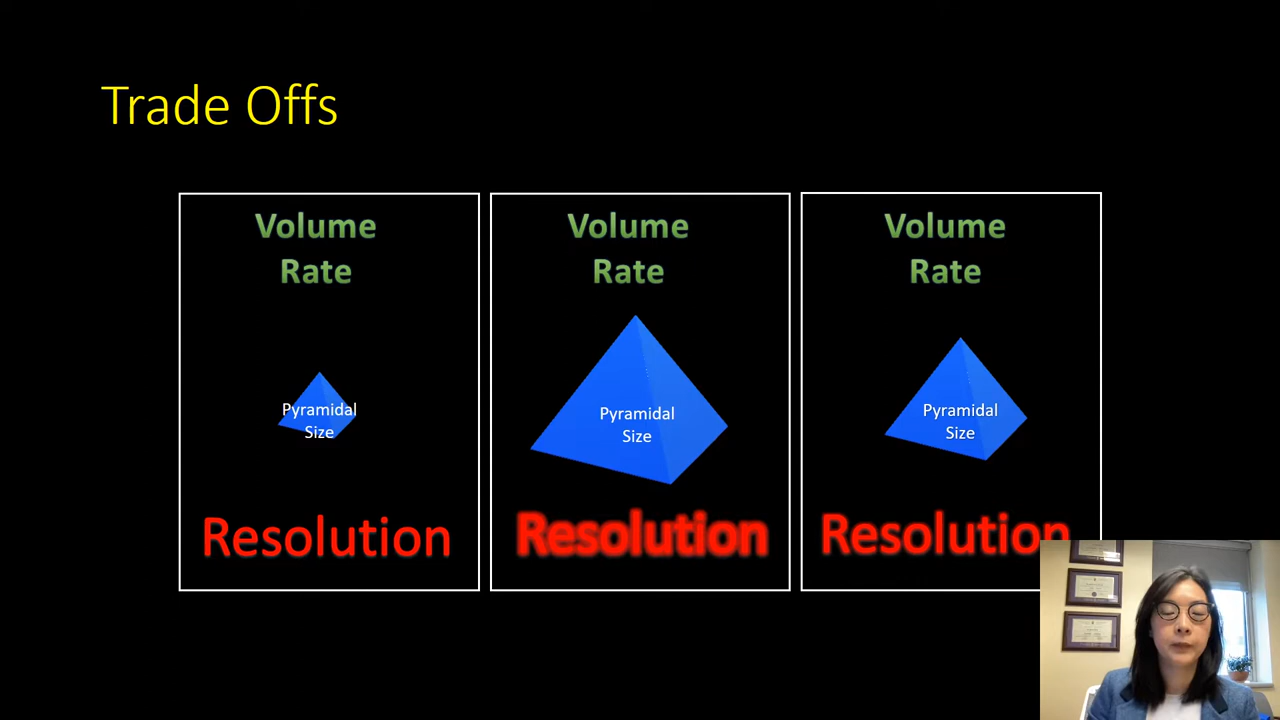 Trade Offs
Volume
Rate
Pyramidal
Size
Resolution
Volume
Rate
Pyramidal
Size
Resolution
Volume
Rate
Pyramidal
Size
Resolution